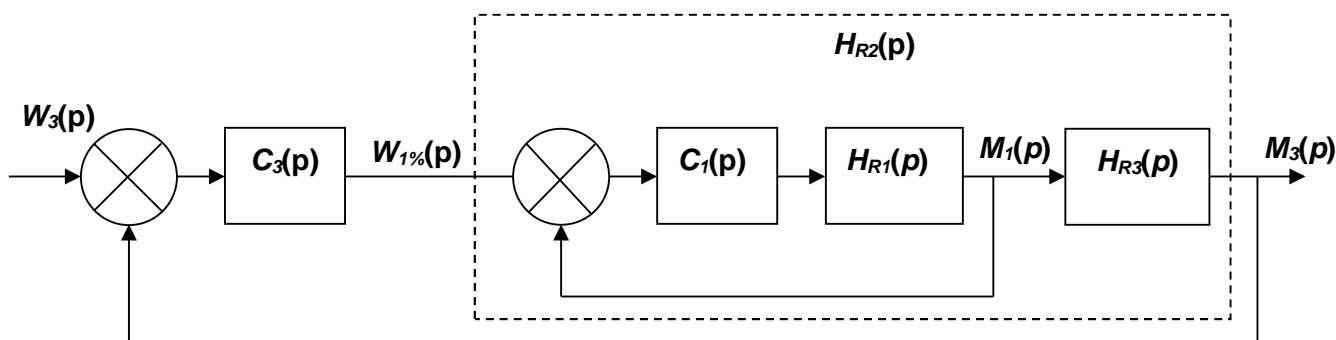 H_R2(p)
W_3(p)
C_3(p)
W_1%(p)
C_1(p)
H_R1(p)
M_1(p)
H_R3(p)
M_3(p)